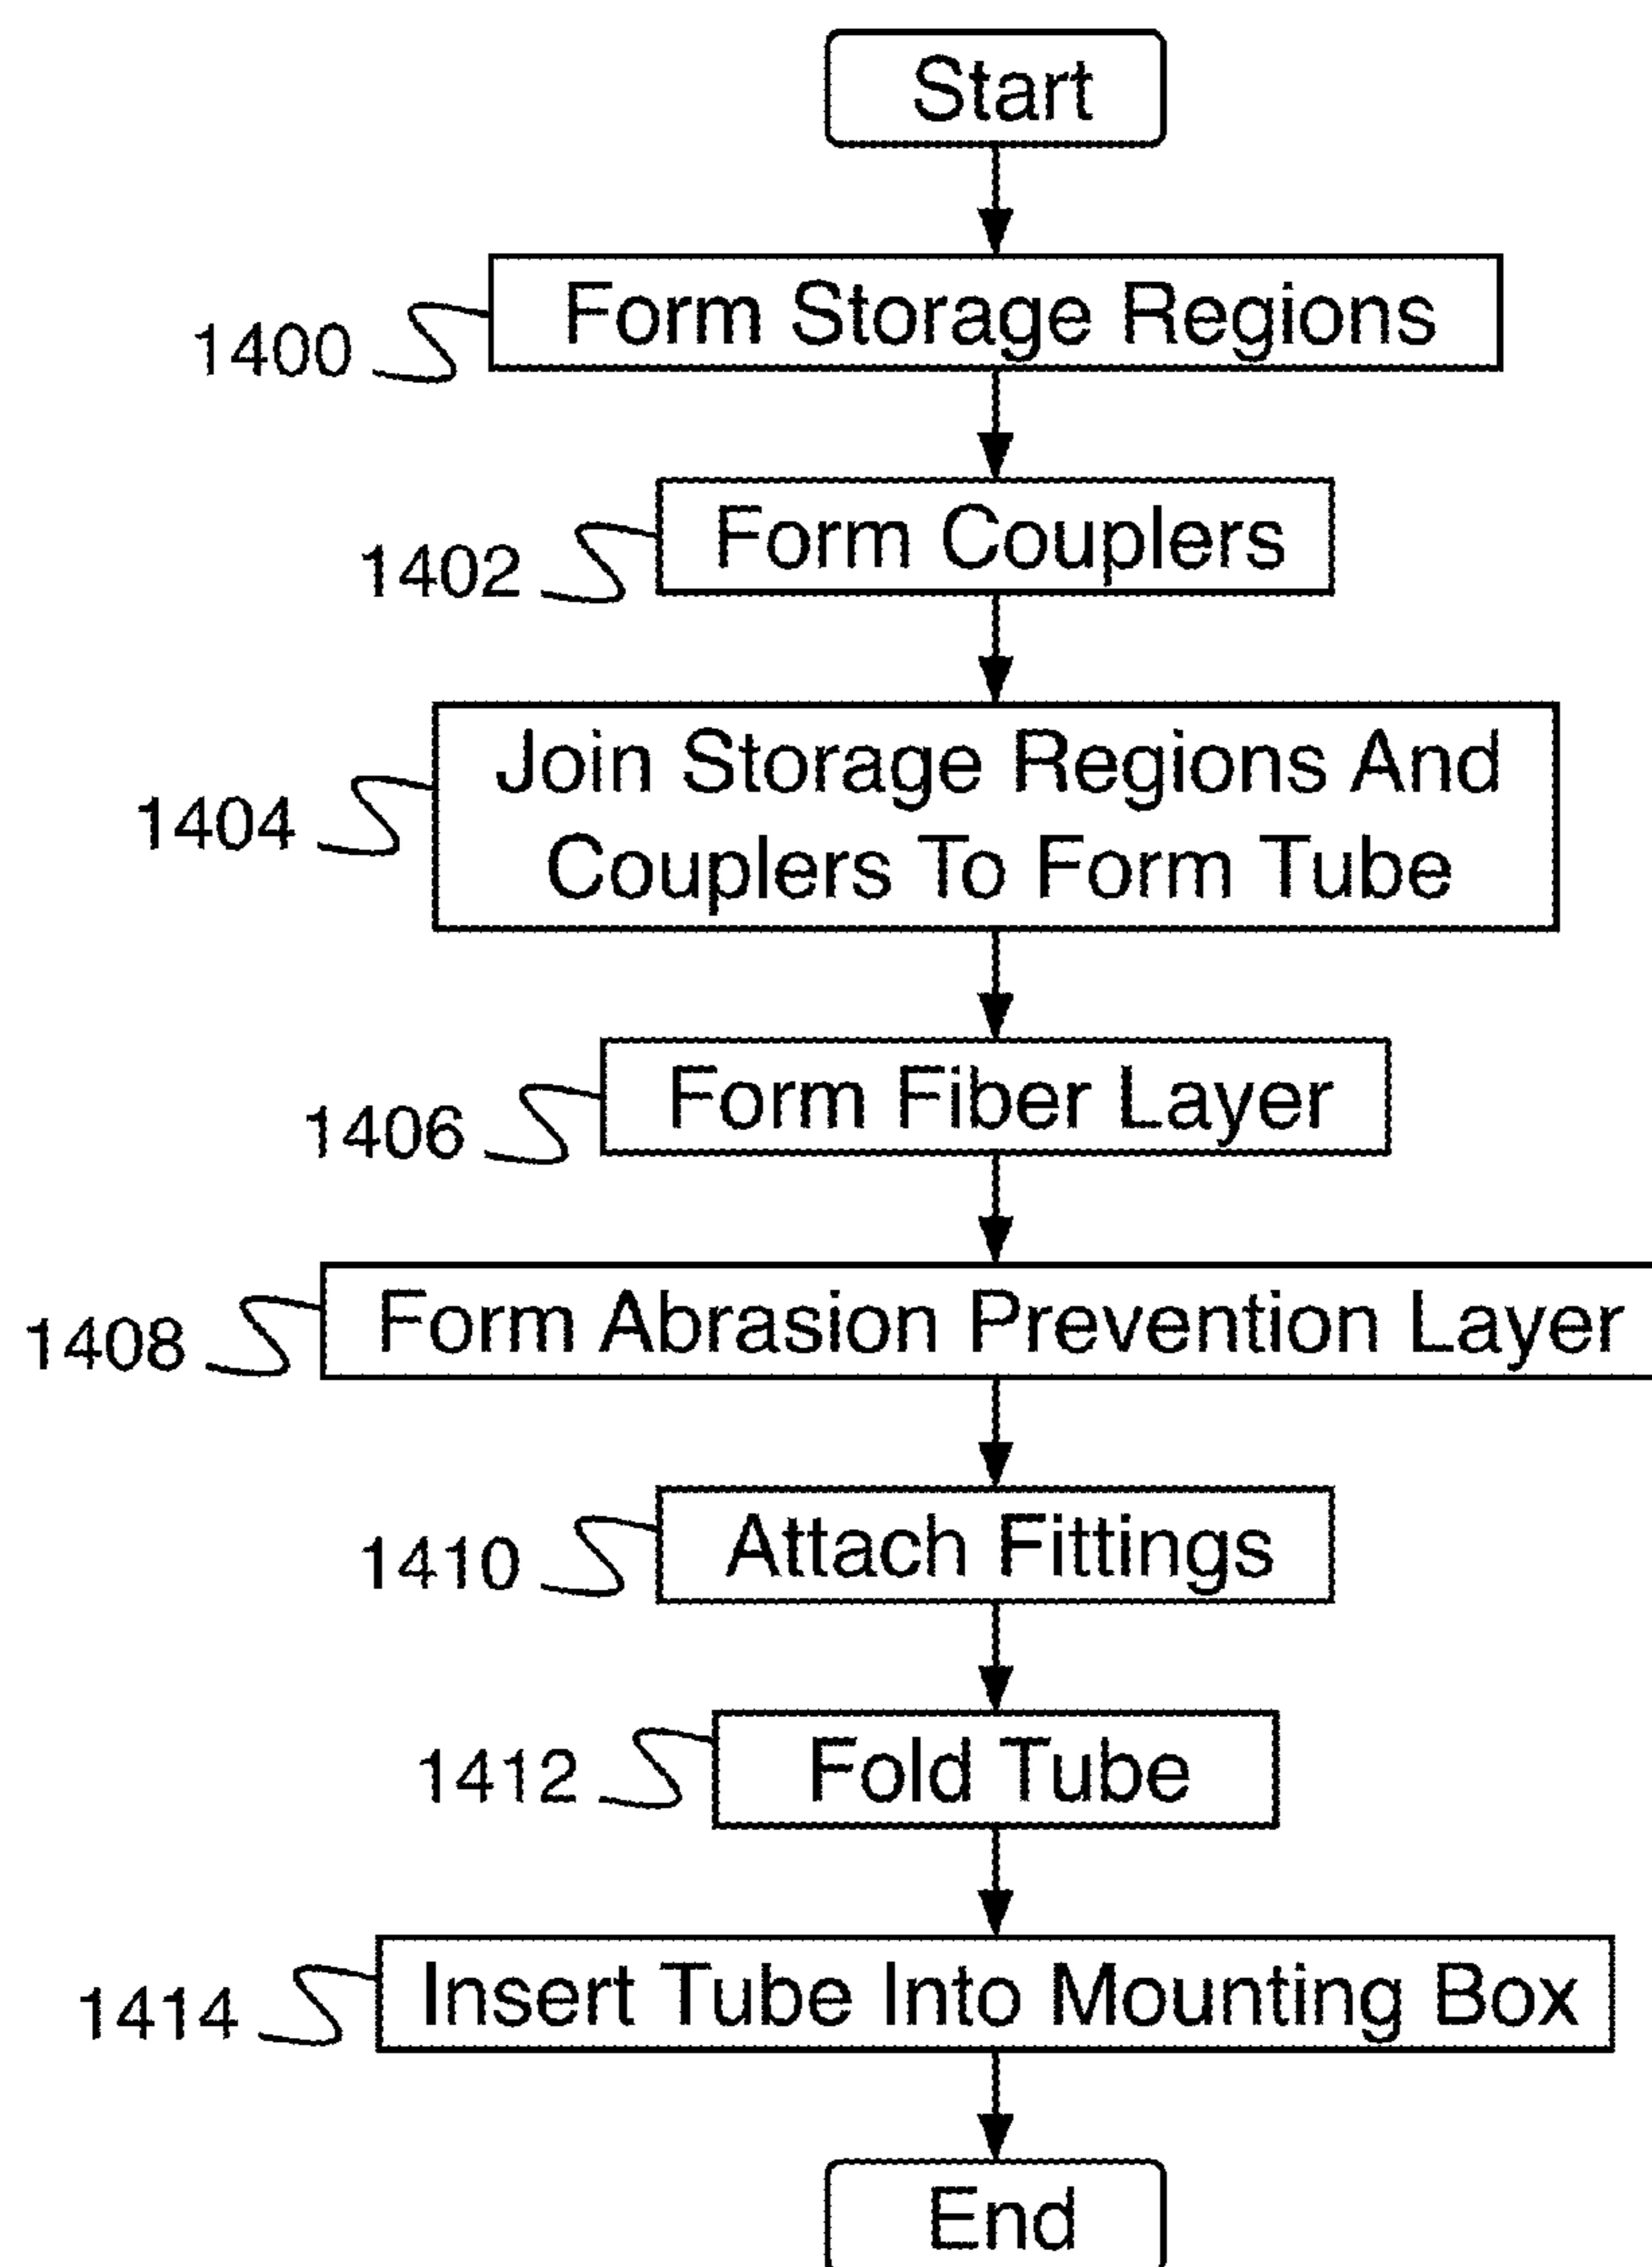 Start
Form Storage Regions
1400
Form Couplers
1402
Join Storage Regions And
Couplers To Form Tube
1404
Form Fiber Layer
1406
Form Abrasion Prevention Layer
1408
Attach Fittings
1410
Fold Tube
1412
Insert Tube Into Mounting Box
1414
End